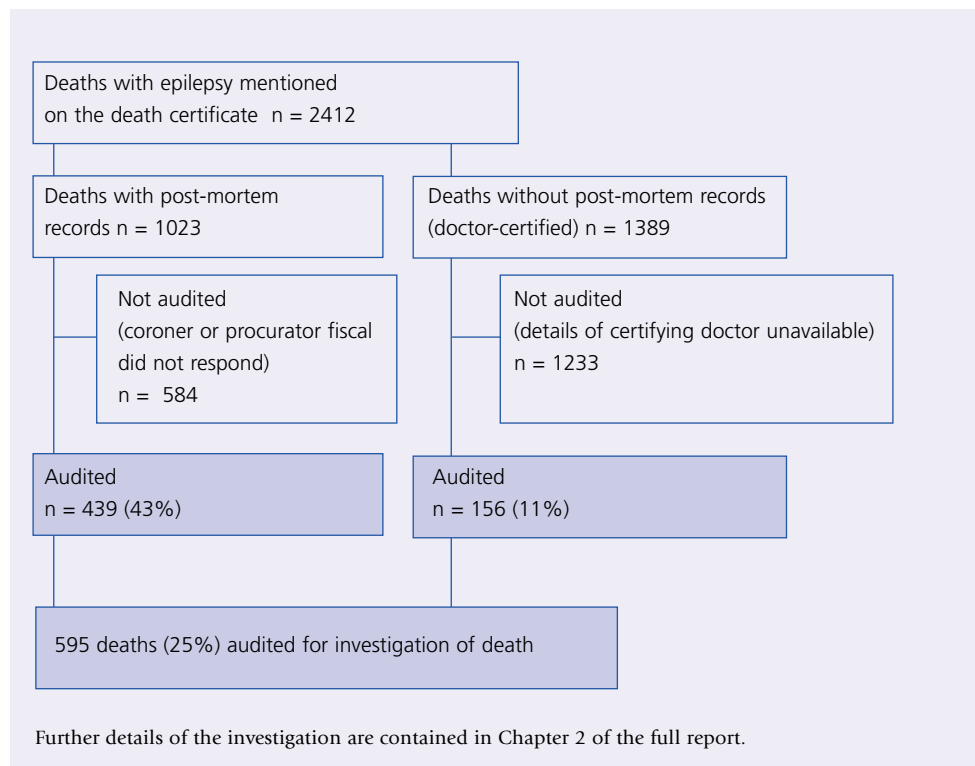 Deaths with epilepsy mentioned
on the death certificate n = 2412
Deaths with post-mortem
records n = 1023
Deaths without post-mortem records
(doctor-certified) n = 1389
Not audited
(coroner or procurator fiscal
did not respond)
n = 584
Not audited
(details of certifying doctor unavailable)
n = 1233
Audited
n = 439 (43%)
Audited
n = 156 (11%)
595 deaths (25%) audited for investigation of death
Further details of the investigation are contained in Chapter 2 of the full report.